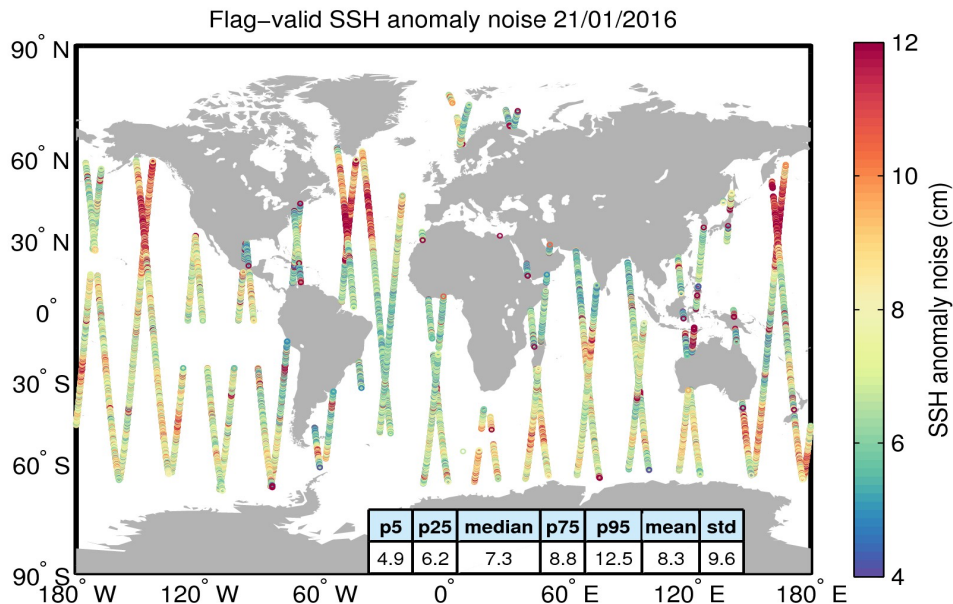 Flag−valid SSH anomaly noise 21/01/2016
90° N
60° N
30° N
0°
30° S
60° S
90° S
180° W 120° W 60° W 0° 60° E 120° E 180° E
p5 p25 median p75 p95 mean std
4.9 6.2 7.3 8.8 12.5 8.3 9.6
12
10
8
6
4
SSH anomaly noise (cm)